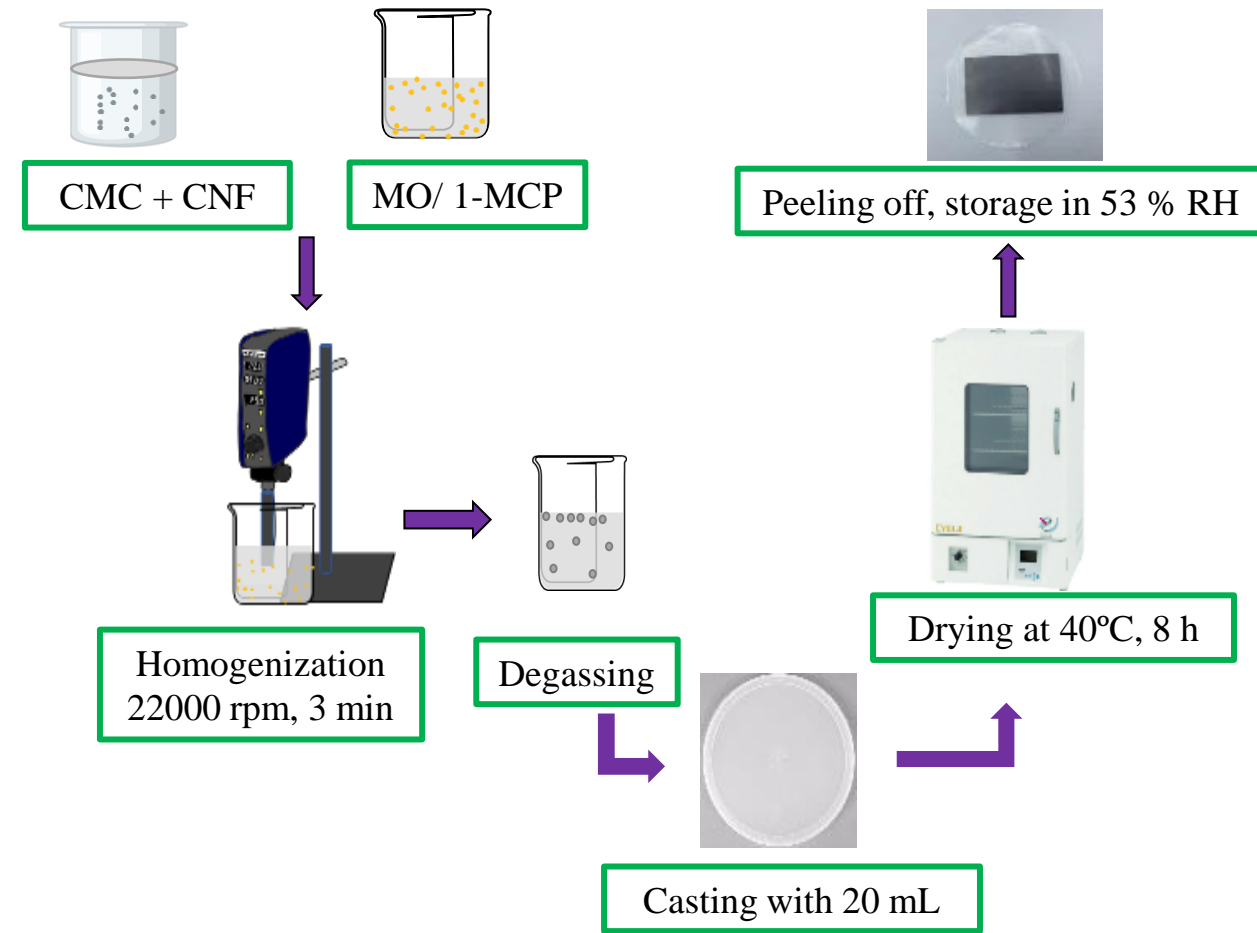 CMC + CNF
MO/ 1-MCP
Homogenization
22000 rpm, 3 min
Degassing
Casting with 20 mL
Drying at 40ºC, 8 h
Peeling off, storage in 53 % RH